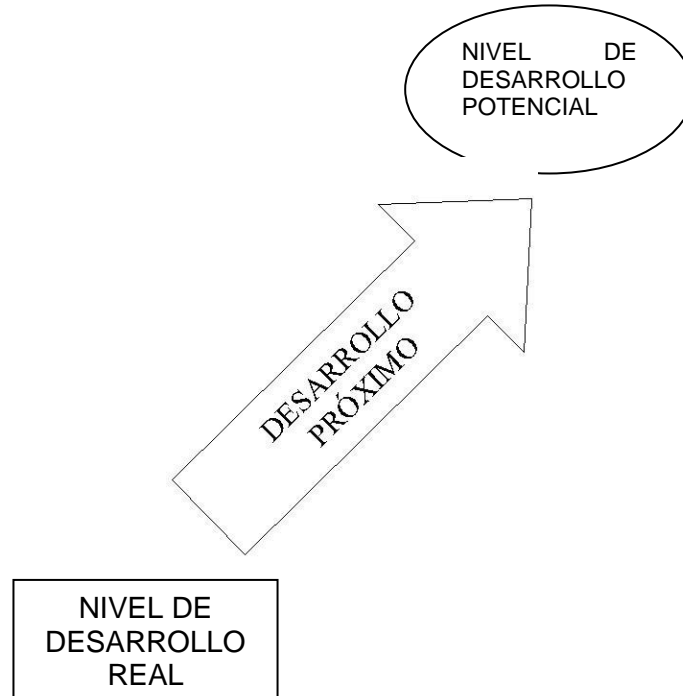 NIVEL DE
DESARROLLO
POTENCIAL
DESARROLLO
PRÓXIMO
NIVEL DE
DESARROLLO
REAL